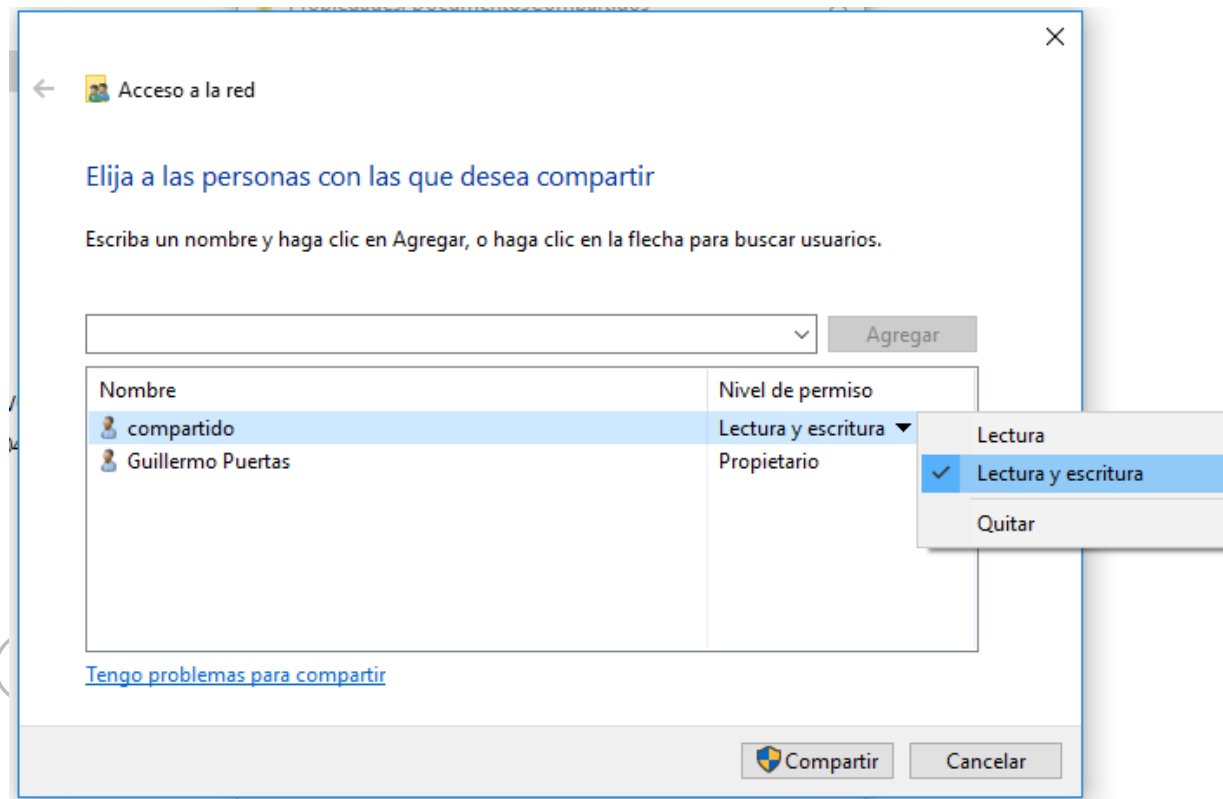 Acceso a la red
Elija a las personas con las que desea compartir
Escriba un nombre y haga clic en Agregar, o haga clic en la flecha para buscar usuarios.
Agregar
Nombre Nivel de permiso
compartido Lectura y escritura
Guillermo Puertas Propietario
Lectura
Lectura y escritura
Quitar
Tengo problemas para compartir
Compartir Cancelar